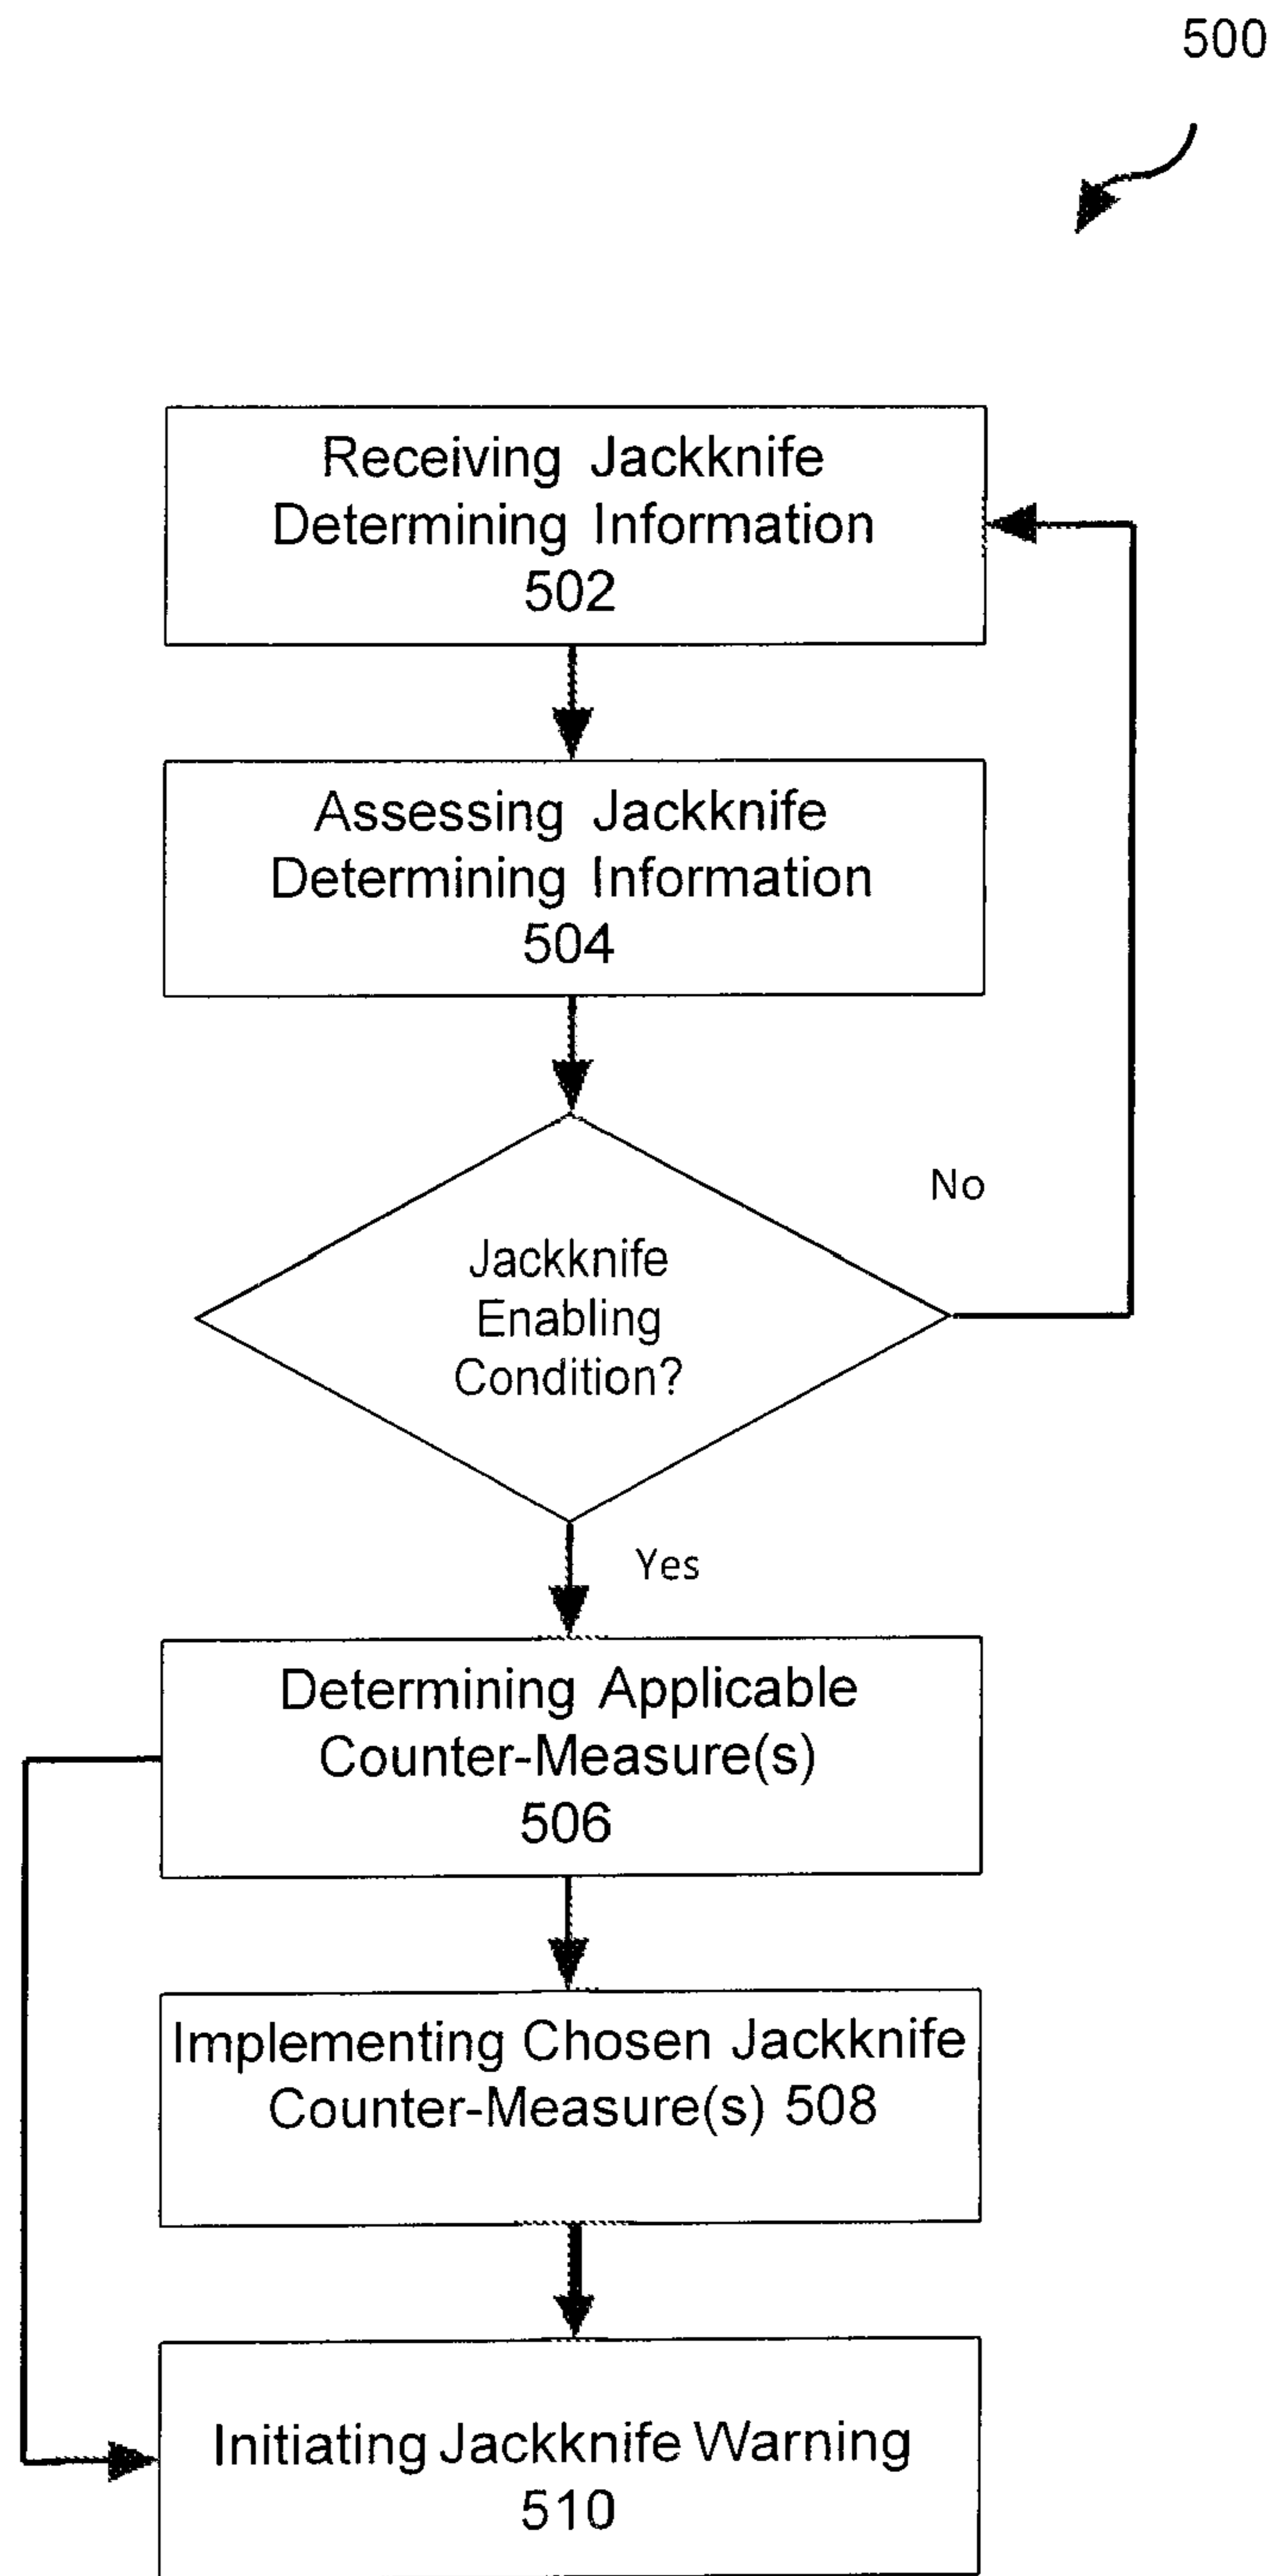 500
Receiving Jackknife
Determining Information
502
Assessing Jackknife
Determining Information
504
No
Jackknife
Enabling
Condition?
Yes
Determining Applicable
Counter-Measure(s)
506
Implementing Chosen Jackknife
Counter-Measure(s) 508
Initiating Jackknife Warning
510